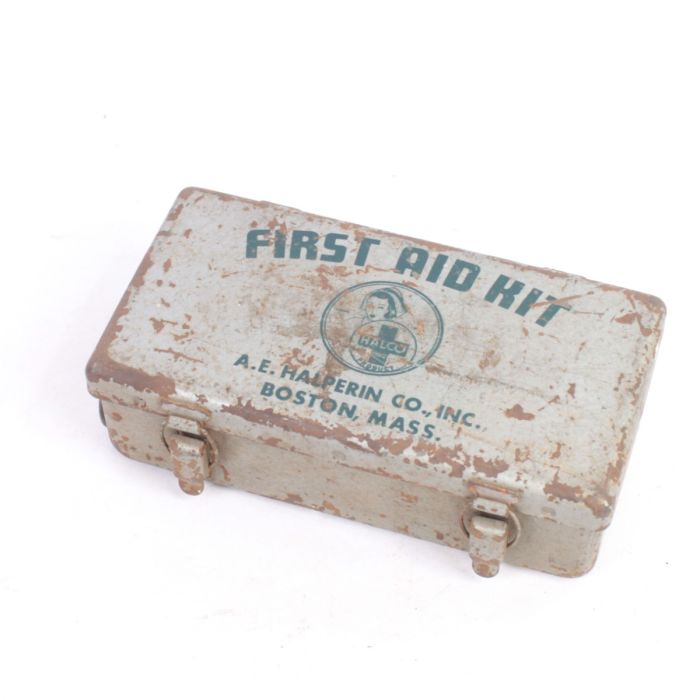 FIRST AID KIT
HALCO
A.E. HALPERIN CO., INC.
BOSTON, MASS.